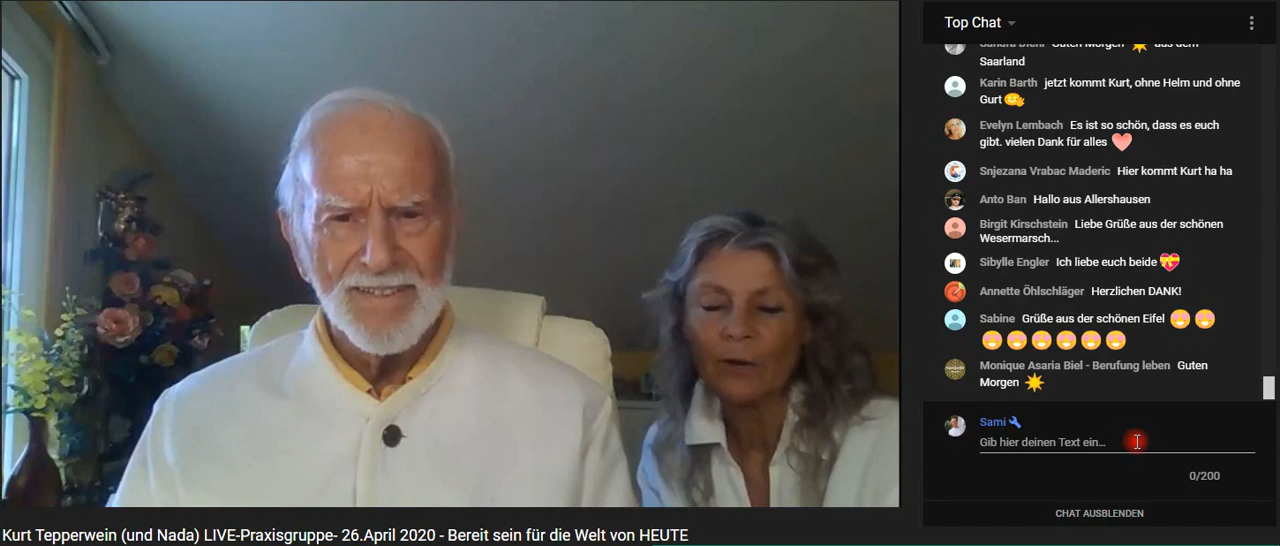 Top Chat
Sandra Diehl Guten Morgen aus dem
Saarland
Karin Barth jetzt kommt Kurt, ohne Helm und ohne
Gurt
Evelyn Lembach Es ist so schön, dass es euch
gibt. vielen Dank für alles
Snjezana Vrabac Maderic Hier kommt Kurt ha ha
Anto Ban Hallo aus Allershausen
Birgit Kirschstein Liebe Grüße aus der schönen
Wesermarsch...
Sibylle Engler Ich liebe euch beide
Annette Öhlschläger Herzlichen DANK!
Sabine Grüße aus der schönen Eifel
Monique Asaria Biel - Berufung leben Guten
Morgen
Sami
Gib hier deinen Text ein...
0/200
CHAT AUSBLENDEN
Kurt Tepperwein (und Nada) LIVE-Praxisgruppe- 26.April 2020 - Bereit sein für die Welt von HEUTE